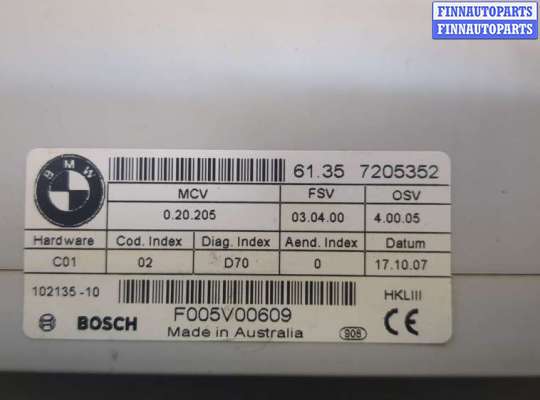 FINNAUTOPARTS
FINNAUTOPARTS
BMW 61.35 7205352
MCV FSV OSV
0.20.205 03.04.00 4.00.05
Hardware Cod. Index Diag. Index Aend. Index Datum
C01 02 D70 0 17.10.07
102135-10 HKLIII
BOSCH F005V00609 CE
Made in Australia 908